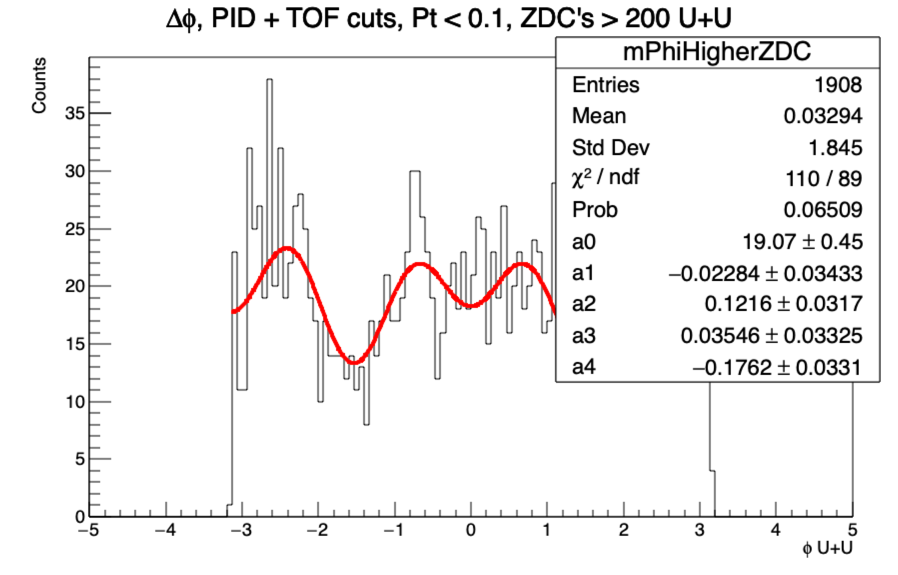 Δϕ, PID + TOF cuts, Pt < 0.1, ZDC's > 200 U+U
mPhiHigherZDC
Entries 1908
Mean 0.03294
Std Dev 1.845
χ² / ndf 110 / 89
Prob 0.06509
a0 19.07 ± 0.45
a1 −0.02284 ± 0.03433
a2 0.1216 ± 0.0317
a3 0.03546 ± 0.03325
a4 −0.1762 ± 0.0331
Counts
35
30
25
20
15
10
5
0
−5 −4 −3 −2 −1 0 1 2 3 4 5
ϕ U+U